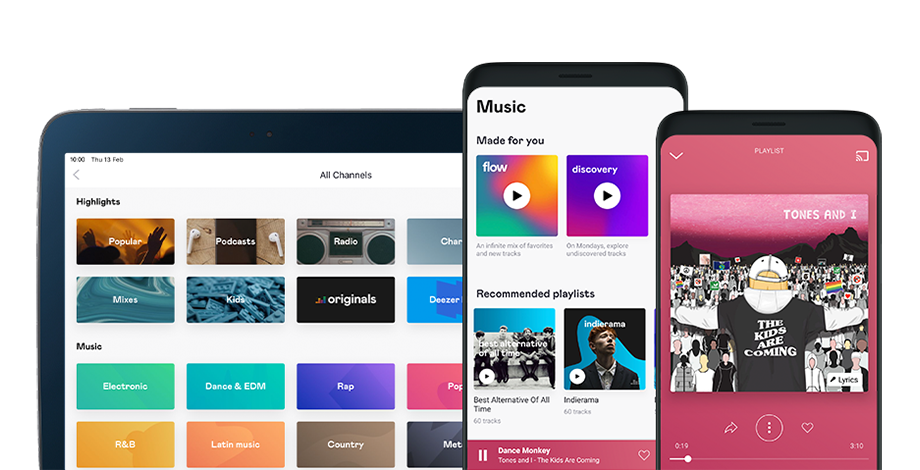 10:00 Thu 13 Feb
All Channels
Highlights
Popular
Podcasts
Radio
Char
Mixes
Kids
originals
Deezer
Music
Electronic
Dance & EDM
Rap
Pop
R&B
Latin music
Country
Met
Music
Made for you
flow
discovery
An infinite mix of favorites
and new tracks
On Mondays, explore
undiscovered tracks
Recommended playlists
best alternative
of all time
indierama
Best Alternative Of All
Time
60 tracks
Indierama
60 tracks
Dance Monkey
Tones and I - The Kids Are Coming
PLAYLIST
TONES AND I
THE
KIDS
ARE
COMING
Lyrics
0:19
3:10